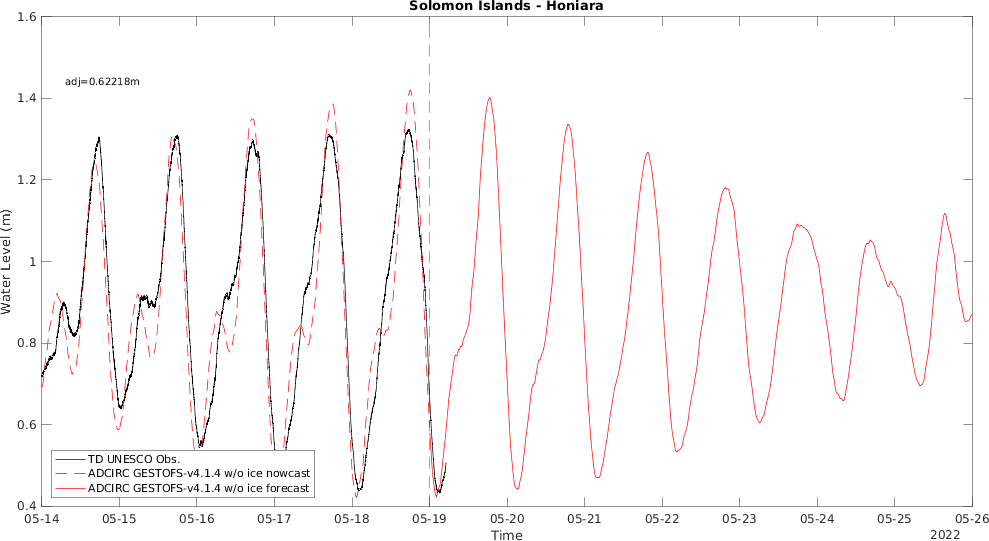 Solomon Islands - Honiara
1.6
1.4
1.2
1
0.8
0.6
0.4
Water Level (m)
adj=0.62218m
TD UNESCO Obs.
ADCIRC GESTOFS-v4.1.4 w/o ice nowcast
ADCIRC GESTOFS-v4.1.4 w/o ice forecast
05-14 05-15 05-16 05-17 05-18 05-19 05-20 05-21 05-22 05-23 05-24 05-25 05-26
Time
2022